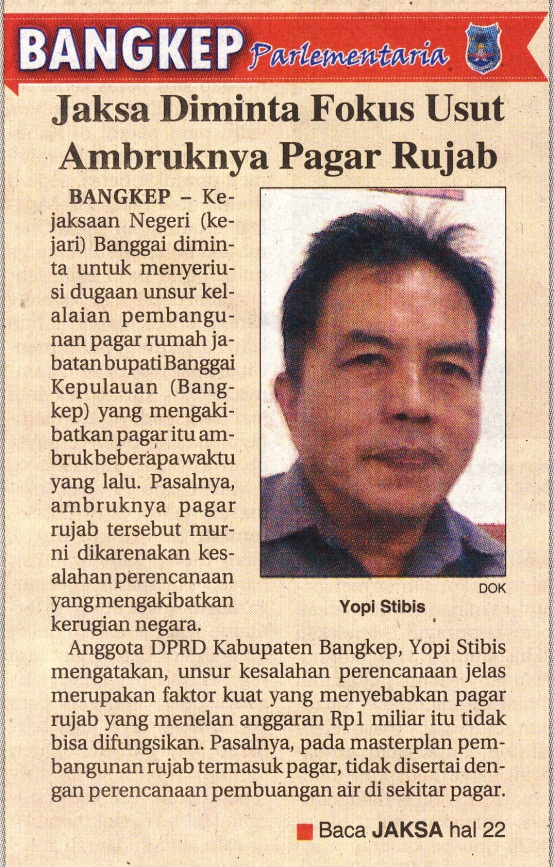 BANGKEP Parlementaria
Jaksa Diminta Fokus Usut
Ambruknya Pagar Rujab
BANGKEP – Ke-
jaksaan Negeri (ke-
jari) Banggai dimin-
ta untuk menyeriu-
si dugaan unsur kel-
alaian pembangu-
nan pagar rumah ja-
batan bupati Banggai
Kepulauan (Bang-
kep) yang mengaki-
batkan pagar itu am-
bruk beberapa waktu
yang lalu. Pasalnya,
ambruknya pagar
rujab tersebut mur-
ni dikarenakan kes-
alahan perencanaan
yang mengakibatkan
kerugian negara.
DOK
Yopi Stibis
Anggota DPRD Kabupaten Bangkep, Yopi Stibis
mengatakan, unsur kesalahan perencanaan jelas
merupakan faktor kuat yang menyebabkan pagar
rujab yang menelan anggaran Rp1 miliar itu tidak
bisa difungsikan. Pasalnya, pada masterplan pem-
bangunan rujab termasuk pagar, tidak disertai den-
gan perencanaan pembuangan air di sekitar pagar.
Baca JAKSA hal 22